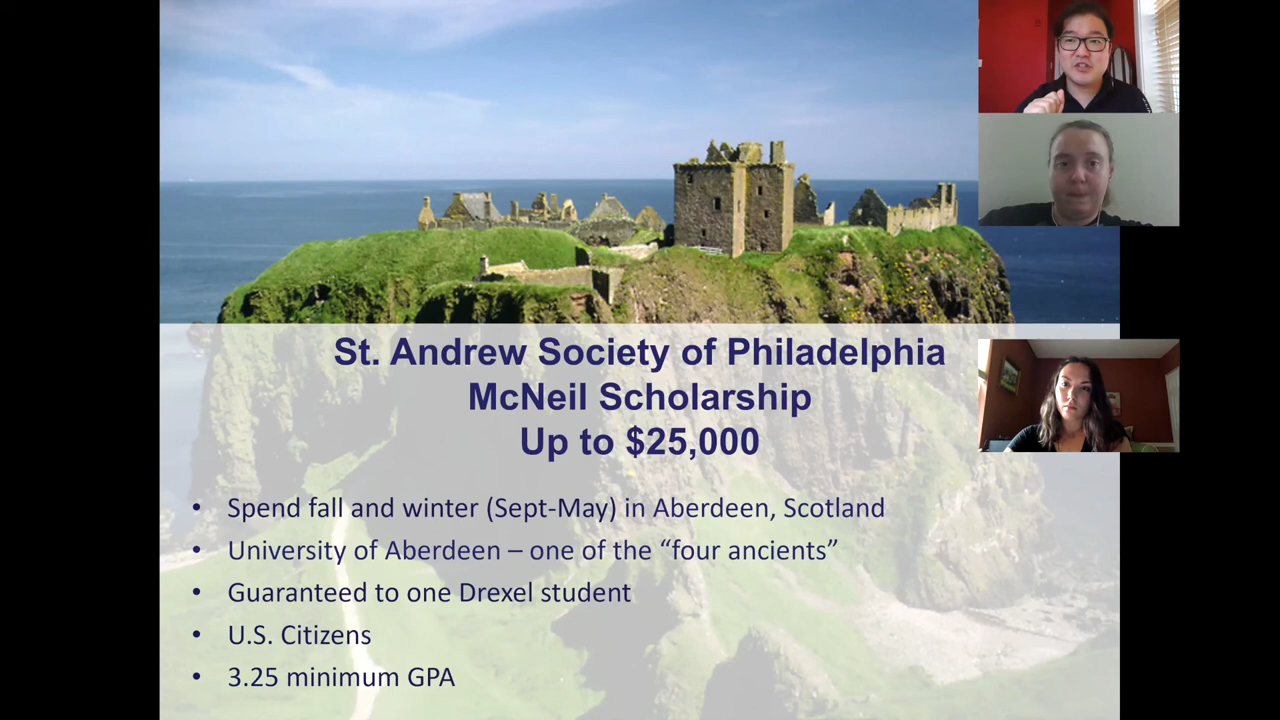 St. Andrew Society of Philadelphia
McNeil Scholarship
Up to $25,000
• Spend fall and winter (Sept-May) in Aberdeen, Scotland
• University of Aberdeen – one of the “four ancients”
• Guaranteed to one Drexel student
• U.S. Citizens
• 3.25 minimum GPA